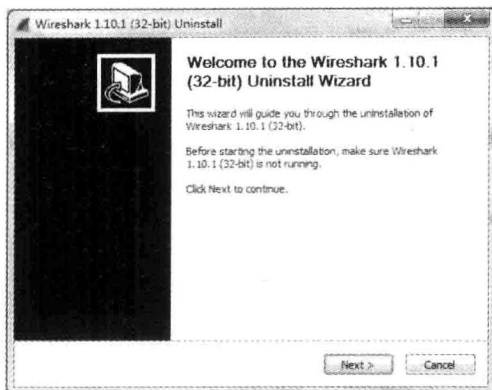 Wireshark 1.10.1 (32-bit) Uninstall
Welcome to the Wireshark 1.10.1
(32-bit) Uninstall Wizard
This wizard will guide you through the uninstallation of
Wireshark 1.10.1 (32-bit).
Before starting the uninstallation, make sure Wireshark
1.10.1 (32-bit) is not running.
Click Next to continue.
Next >
Cancel